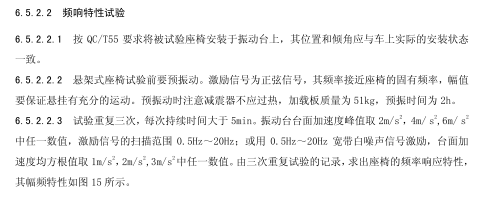 6.5.2.2 频响特性试验
6.5.2.2.1 按 QC/T55 要求将被试验座椅安装于振动台上，其位置和倾角应与车上实际的安装状态
一致。
6.5.2.2.2 悬架式座椅试验前要预振动。激励信号为正弦信号，其频率接近座椅的固有频率，幅值
要保证悬挂有充分的运动。预振动时注意减震器不应过热，加载板质量为 51kg，预振时间为 2h。
6.5.2.2.3 试验重复三次，每次持续时间大于 5min。振动台台面加速度峰值取 2m/s²，4m/ s²,6m/ s²
中任一数值，激励信号的扫描范围 0.5Hz～20Hz；或用 0.5Hz～20Hz 宽带白噪声信号激励，台面加
速度均方根值取 1m/s²，2m/s²,3m/s²中任一数值。由三次重复试验的记录，求出座椅的频率响应特性，
其幅频特性如图 15 所示。